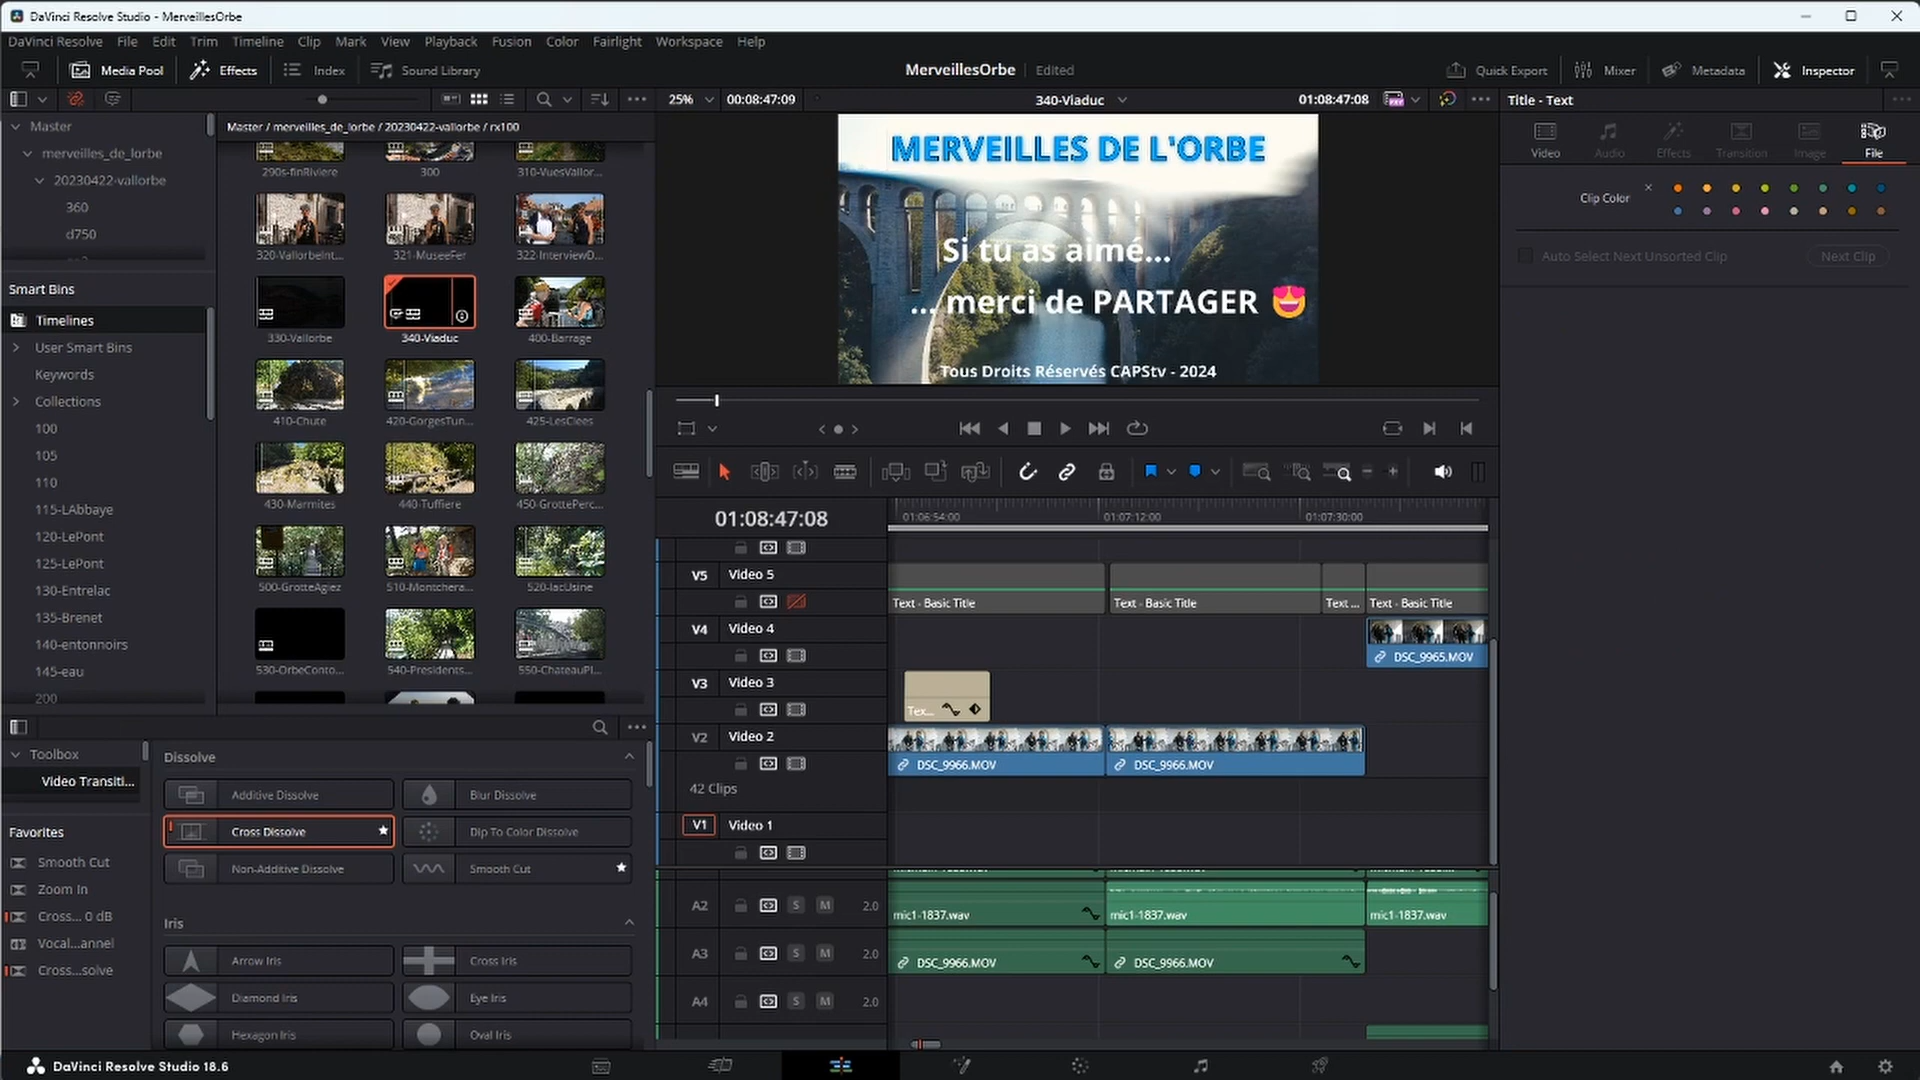 DaVinci Resolve Studio - MerveillesOrbe
DaVinci Resolve File Edit Trim Timeline Clip Mark View Playback Fusion Color Fairlight Workspace Help
Media Pool Effects Index Sound Library MerveillesOrbe Edited Quick Export Mixer Metadata Inspector
25% 00:08:47:09 340-Viaduc 01:08:47:08 Title - Text
Master
merveilles_de_lorbe
20230422-vallorbe
360
d750
Smart Bins
Timelines
User Smart Bins
Keywords
Collections
100
105
110
115-LAbbaye
120-LePont
125-LePont
130-Entrelac
135-Brenet
140-entonnoirs
145-eau
200
Master / merveilles_de_lorbe / 20230422-vallorbe / rx100
290s-finRiviere 300 310-VuesVallor...
320-VallorbeInt... 321-MuseeFer 322-InterviewD...
330-Vallorbe 340-Viaduc 400-Barrage
410-Chute 420-GorgesTun... 425-LesClees
430-Marmites 440-Tuffiere 450-GrottePerc...
500-GrotteAgiez 510-Montchera... 520-lacUsine
530-OrbeConto... 540-Presidents... 550-ChateauPl...
MERVEILLES DE L'ORBE
Si tu as aimé...
... merci de PARTAGER 😍
Tous Droits Réservés CAPStv - 2024
Video Audio Effects Transition Image File
Clip Color
Auto Select Next Unsorted Clip Next Clip
01:08:47:08
01:06:54:00 01:07:12:00 01:07:30:00
V5 Video 5
Text - Basic Title Text - Basic Title Text ... Text - Basic Title
V4 Video 4
DSC_9965.MOV
V3 Video 3
Tex...
V2 Video 2
DSC_9966.MOV DSC_9966.MOV
42 Clips
V1 Video 1
A2 S M 2.0
mic1-1837.wav mic1-1837.wav mic1-1837.wav
A3 S M 2.0
DSC_9966.MOV DSC_9966.MOV
A4 S M 2.0
Toolbox
Video Transiti...
Favorites
Smooth Cut
Zoom In
Cross... 0 dB
Vocal...annel
Cross...solve
Dissolve
Additive Dissolve Blur Dissolve
Cross Dissolve Dip To Color Dissolve
Non-Additive Dissolve Smooth Cut
Iris
Arrow Iris Cross Iris
Diamond Iris Eye Iris
Hexagon Iris Oval Iris
DaVinci Resolve Studio 18.6